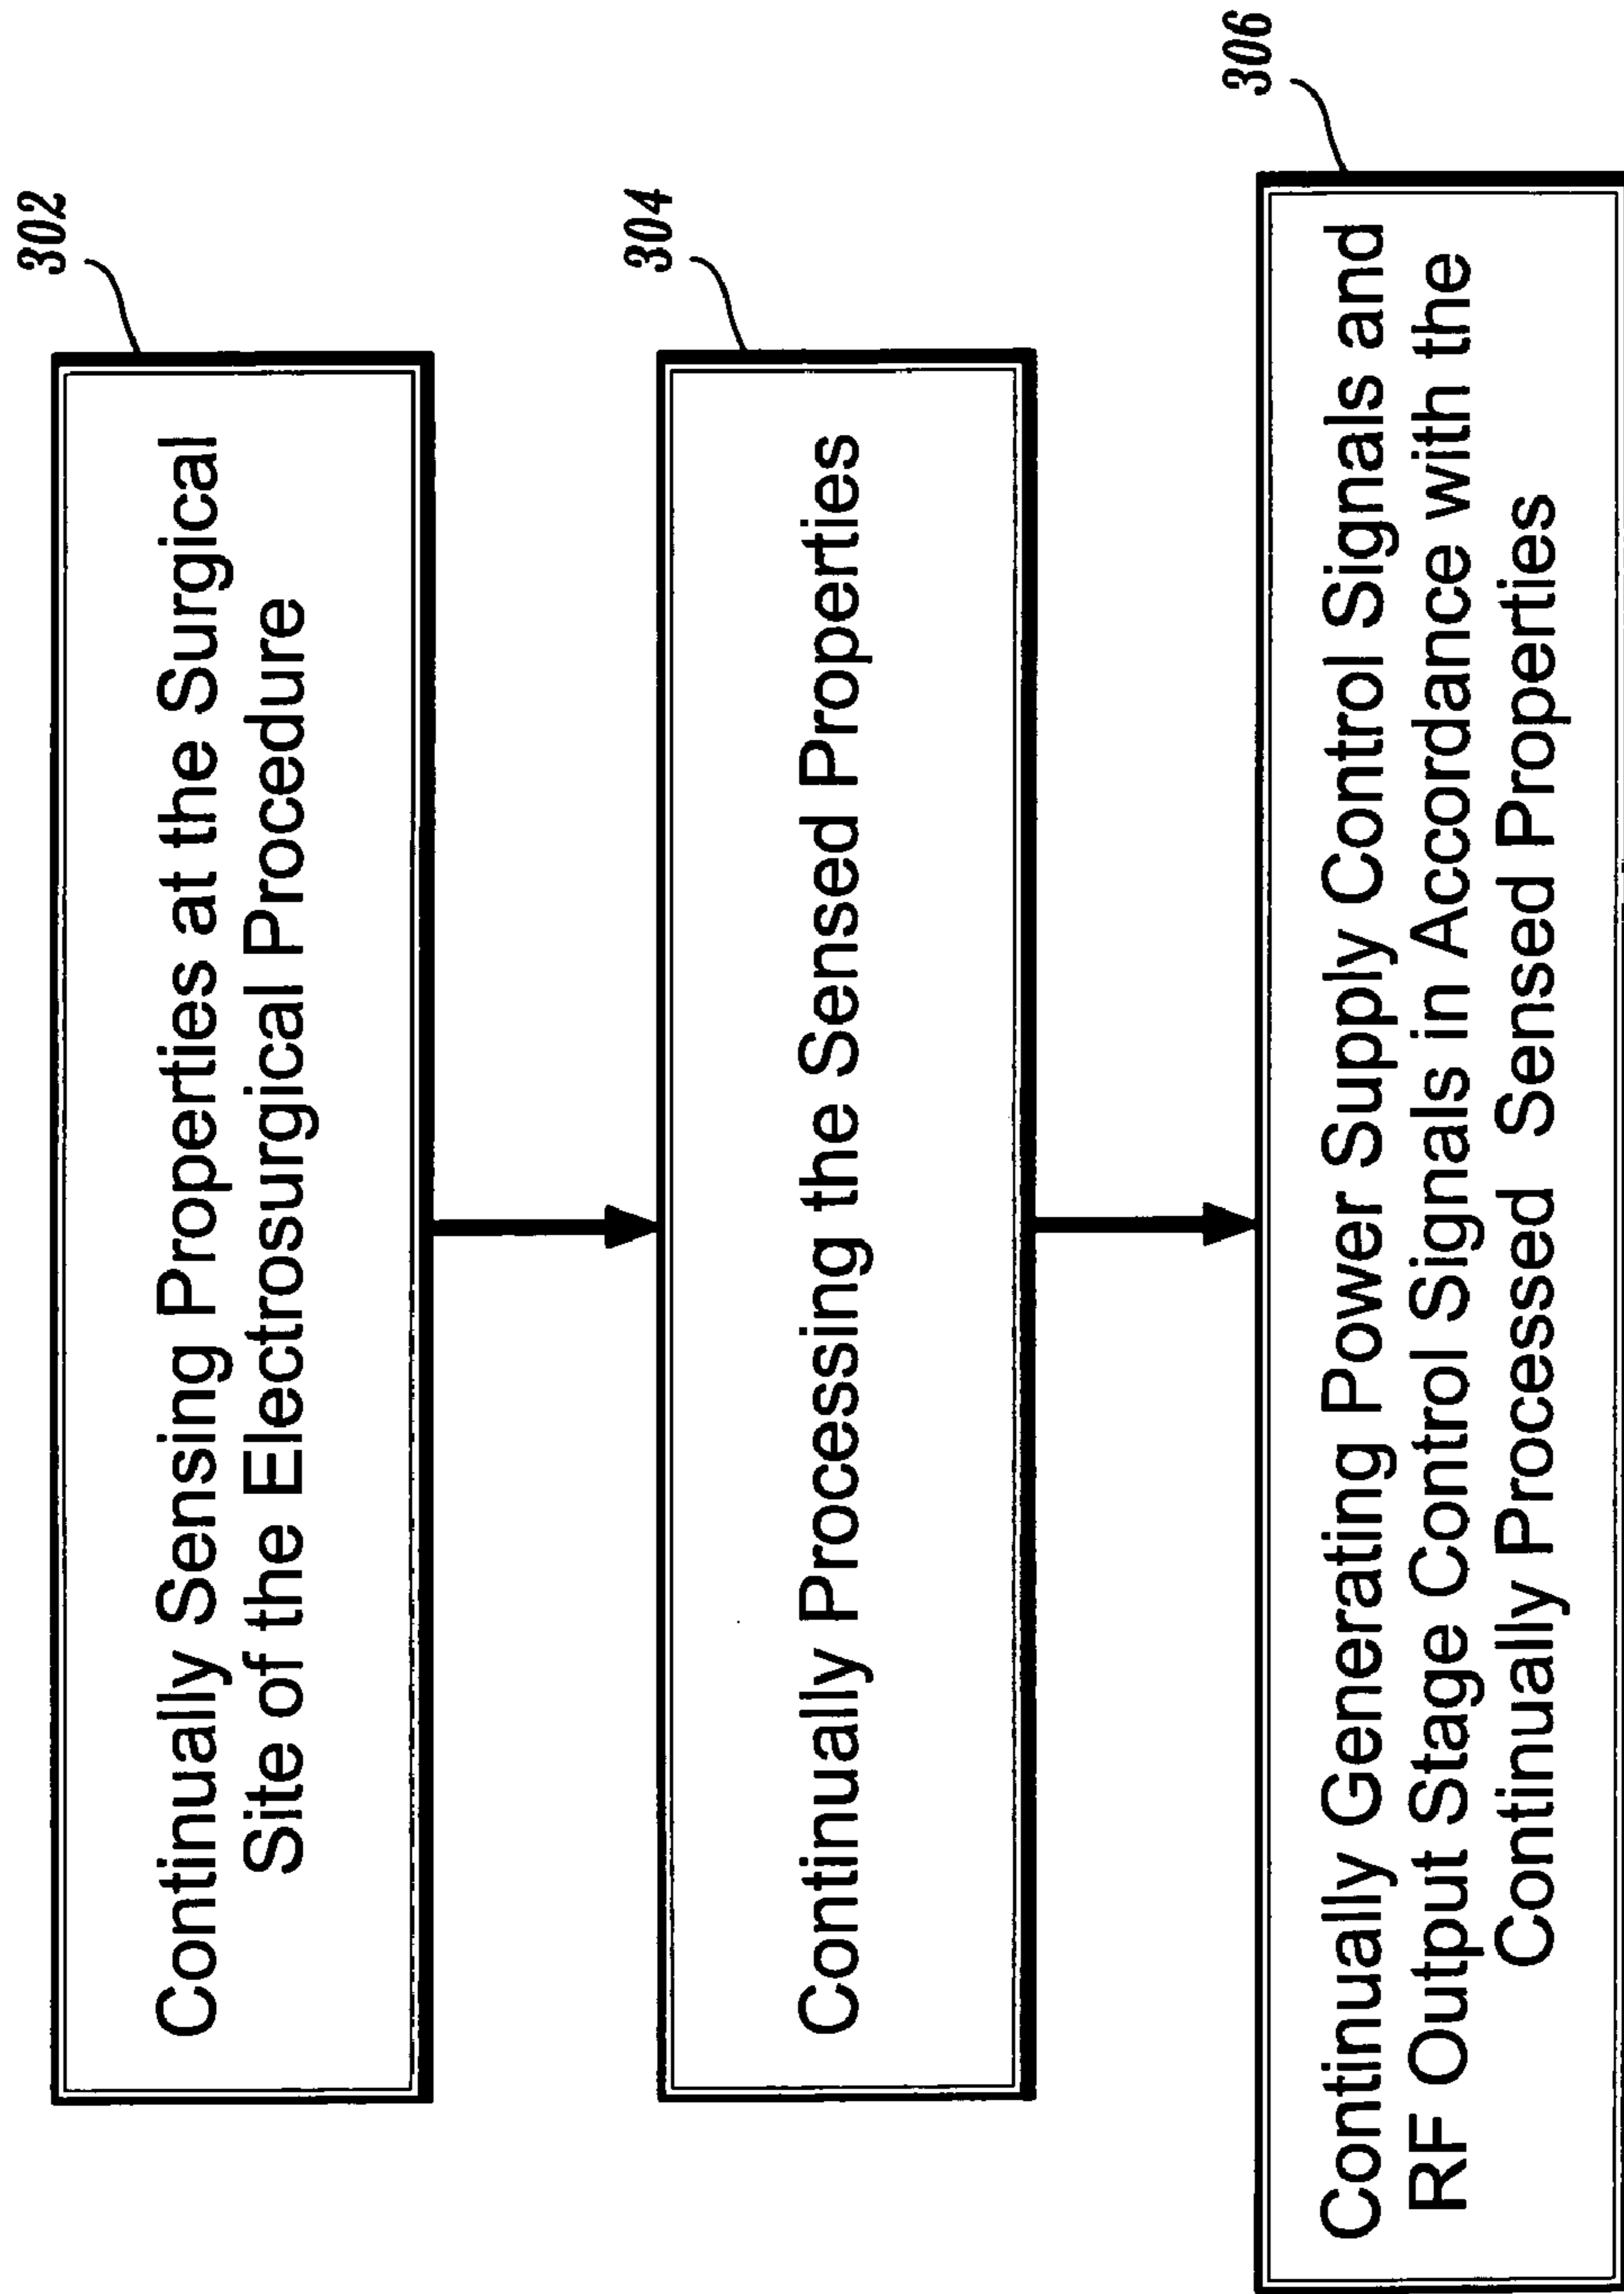 302
Continually Sensing Properties at the Surgical
Site of the Electrosurgical Procedure
304
Continually Processing the Sensed Properties
306
Continually Generating Power Supply Control Signals and
RF Output Stage Control Signals in Accordance with the
Continually Processed Sensed Properties